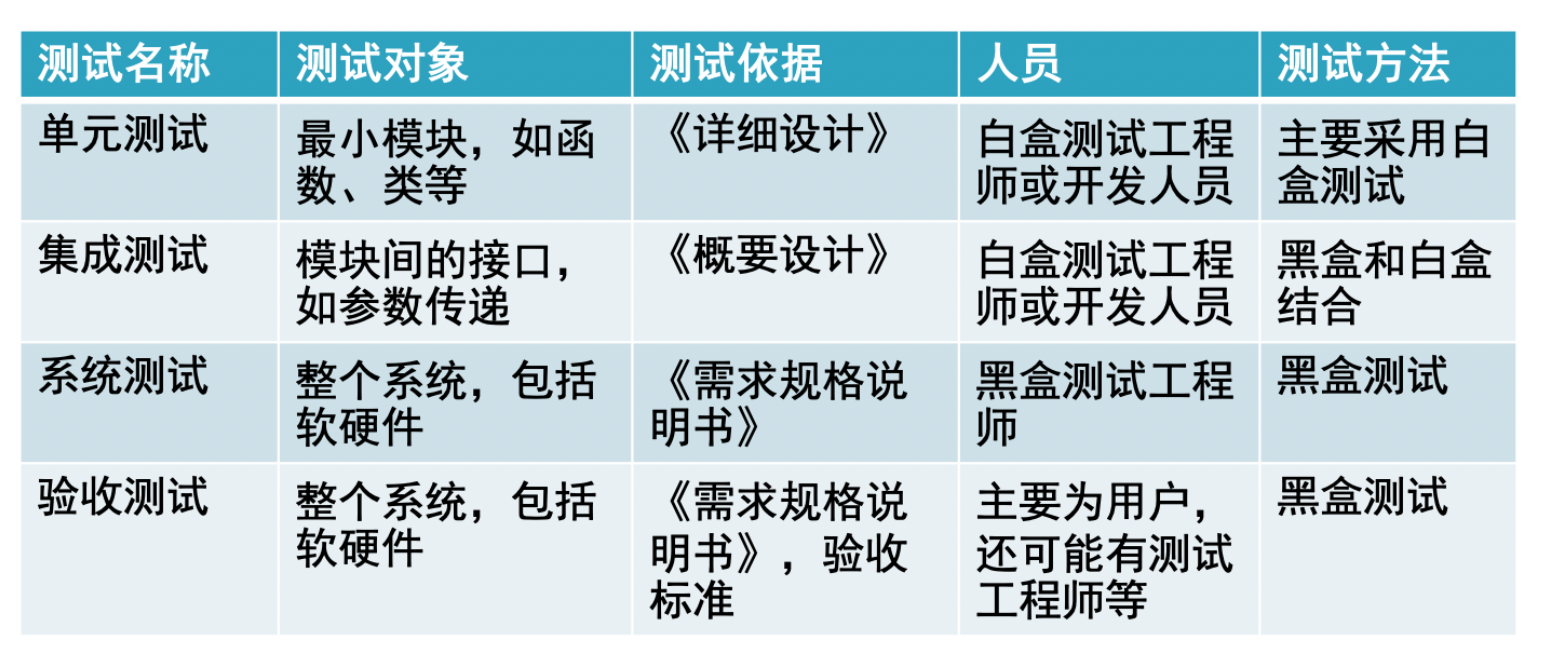 测试名称 测试对象 测试依据 人员 测试方法
单元测试
最小模块，如函
数、类等
《详细设计》
白盒测试工程
师或开发人员
主要采用白
盒测试
集成测试
模块间的接口，
如参数传递
《概要设计》
白盒测试工程
师或开发人员
黑盒和白盒
结合
系统测试
整个系统，包括
软硬件
《需求规格说
明书》
黑盒测试工程
师
黑盒测试
验收测试
整个系统，包括
软硬件
《需求规格说
明书》，验收
标准
主要为用户，
还可能有测试
工程师等
黑盒测试